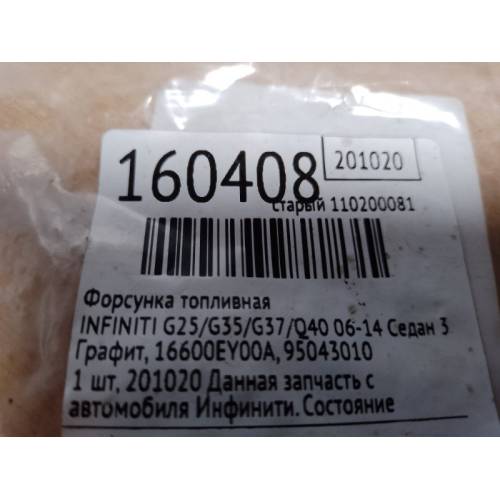 160408
201020
старый 110200081
Форсунка топливная
INFINITI G25/G35/G37/Q40 06-14 Седан 3
Графит, 16600EY00A, 95043010
1 шт, 201020 Данная запчасть с
автомобиля Инфинити. Состояние